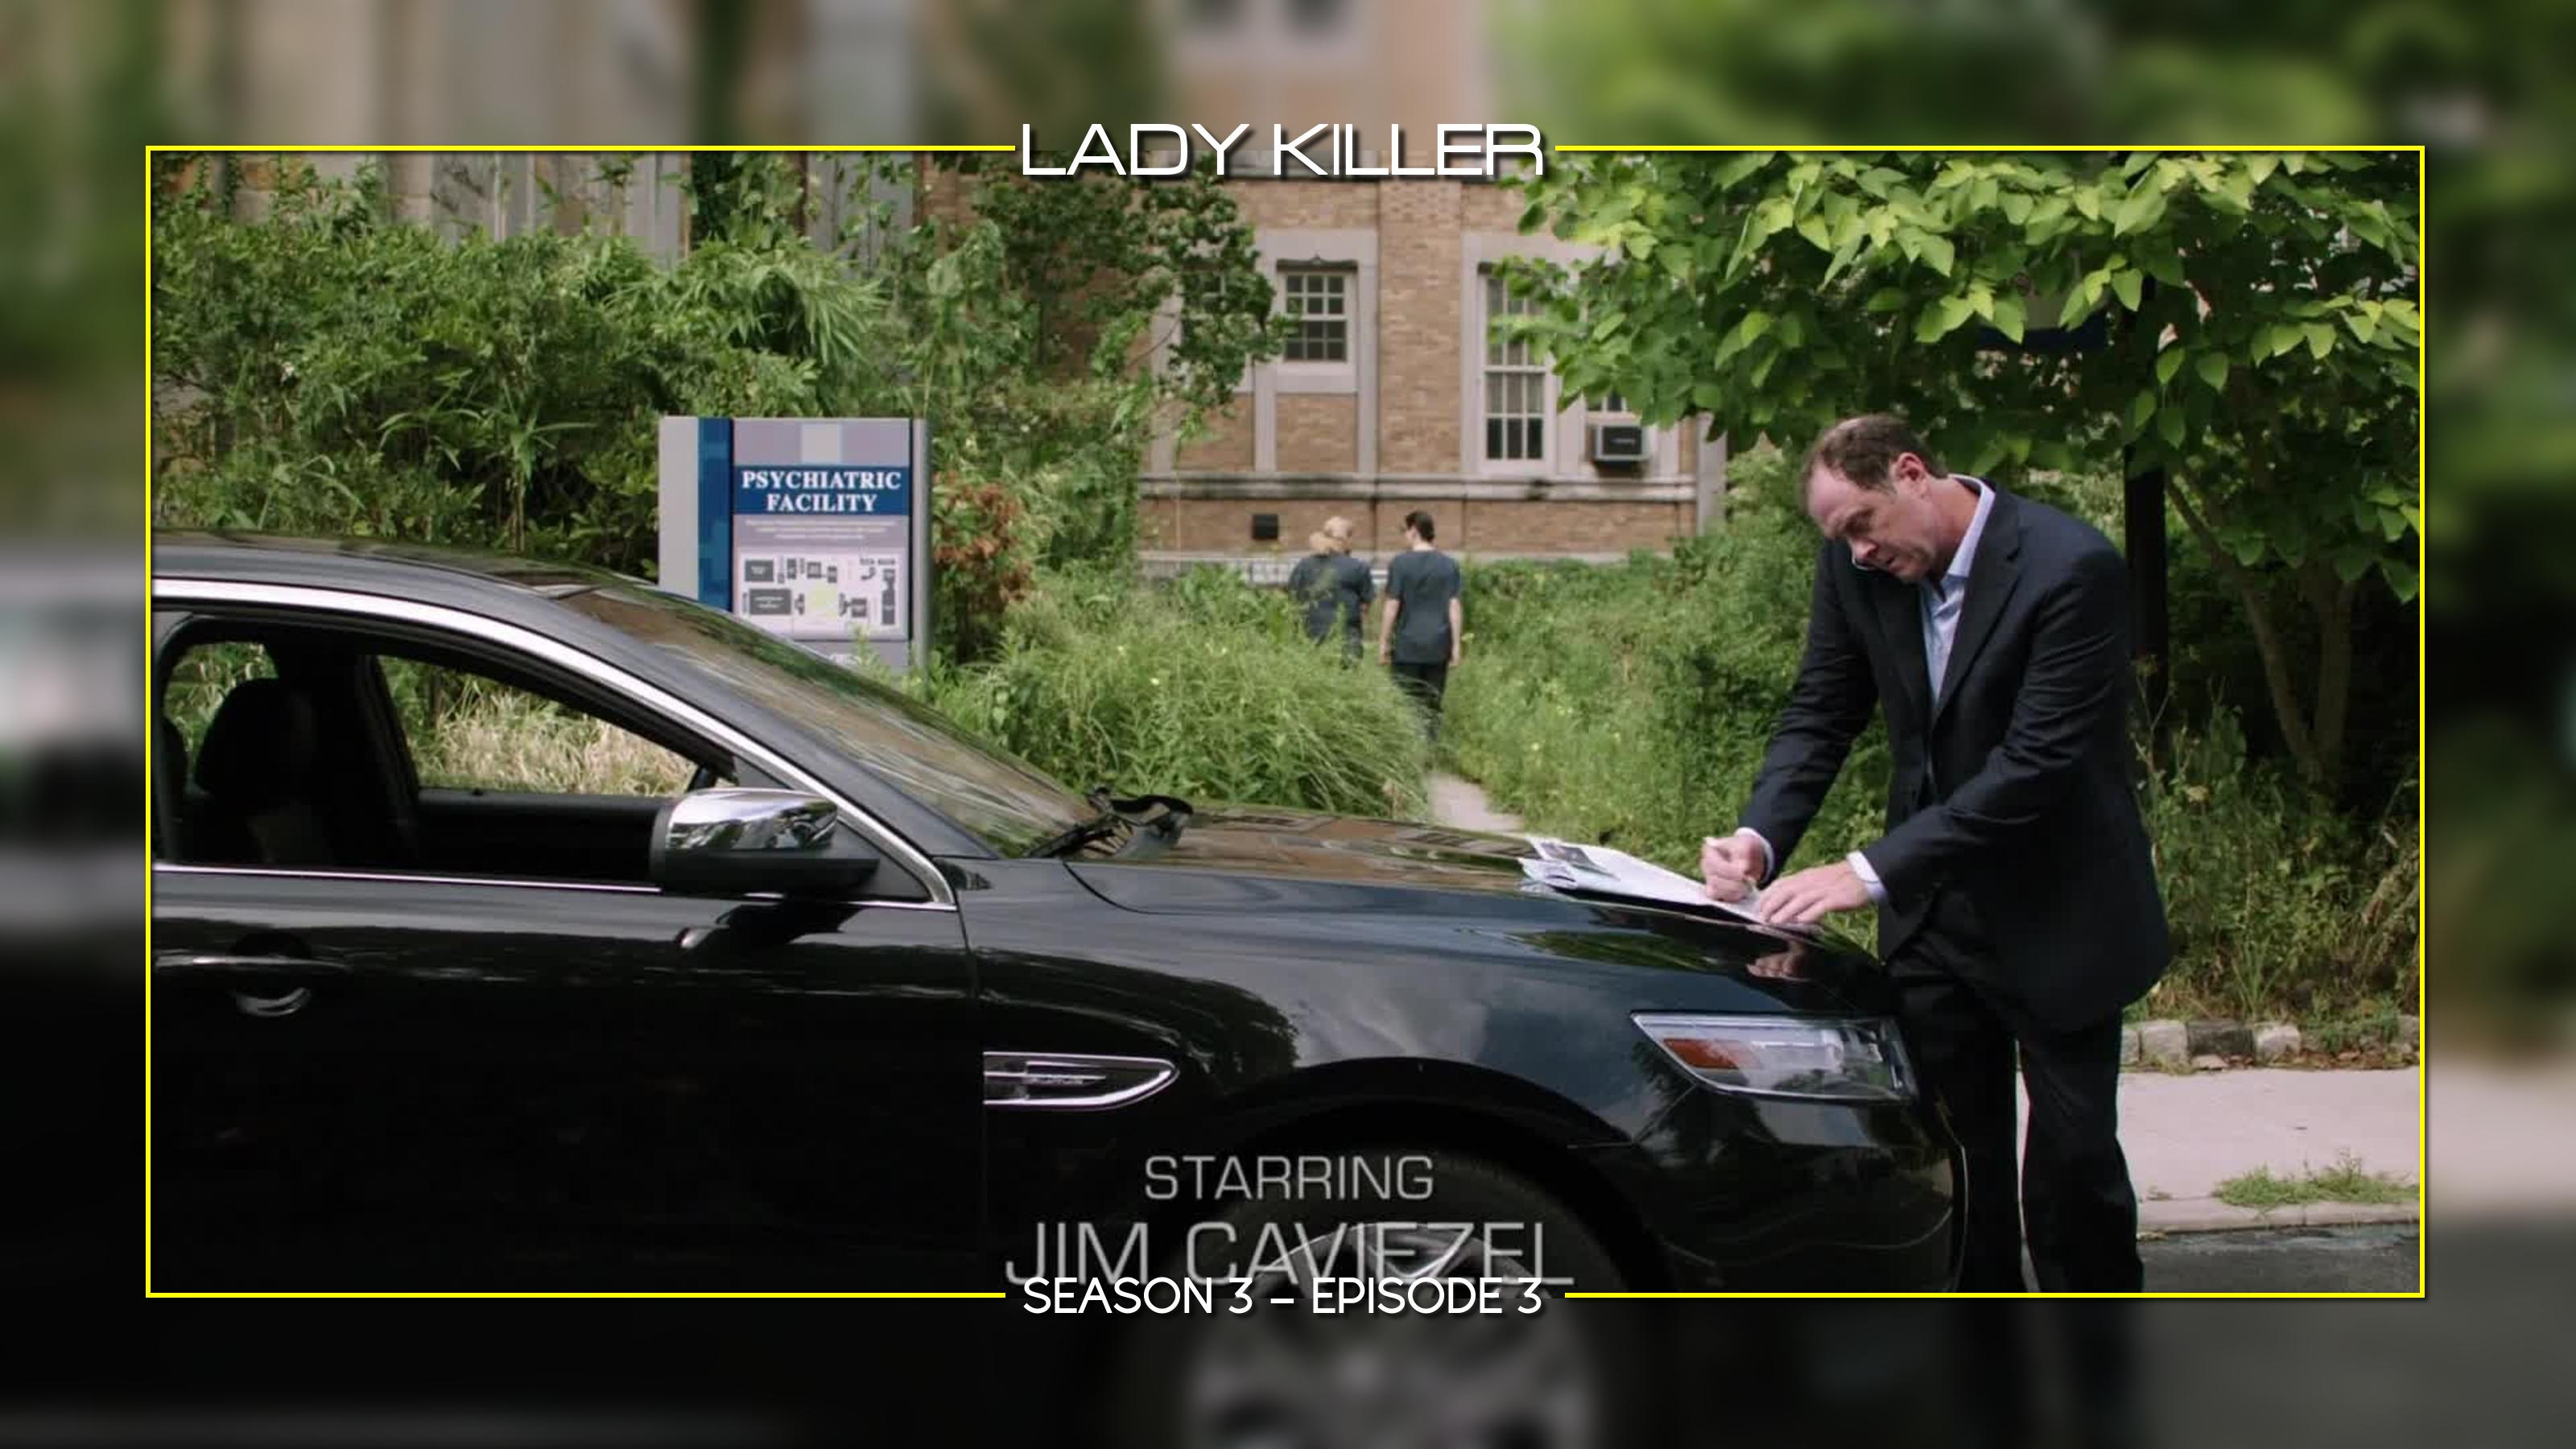 LADY KILLER
PSYCHIATRIC
FACILITY
STARRING
JIM CAVIEZEL
SEASON 3 – EPISODE 3